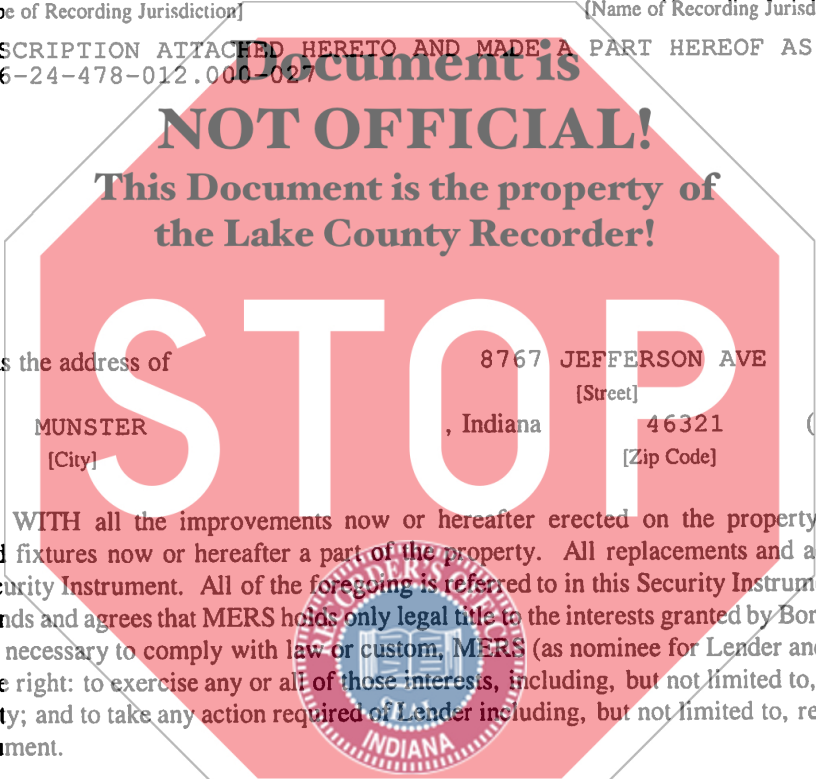 pe of Recording Jurisdiction] [Name of Recording Jurisd
SCRIPTION ATTACHED HERETO AND MADE A PART HEREOF AS
6-24-478-012.000-027
Document is
NOT OFFICIAL!
This Document is the property of
the Lake County Recorder!
STOP
s the address of 8767 JEFFERSON AVE
[Street]
MUNSTER , Indiana 46321 (
[City] [Zip Code]
WITH all the improvements now or hereafter erected on the property
d fixtures now or hereafter a part of the property. All replacements and a
curity Instrument. All of the foregoing is referred to in this Security Instrum
nds and agrees that MERS holds only legal title to the interests granted by Bor
necessary to comply with law or custom, MERS (as nominee for Lender and
e right: to exercise any or all of those interests, including, but not limited to,
ty; and to take any action required of Lender including, but not limited to, re
ument.
RECORDER'S OFFICE
INDIANA